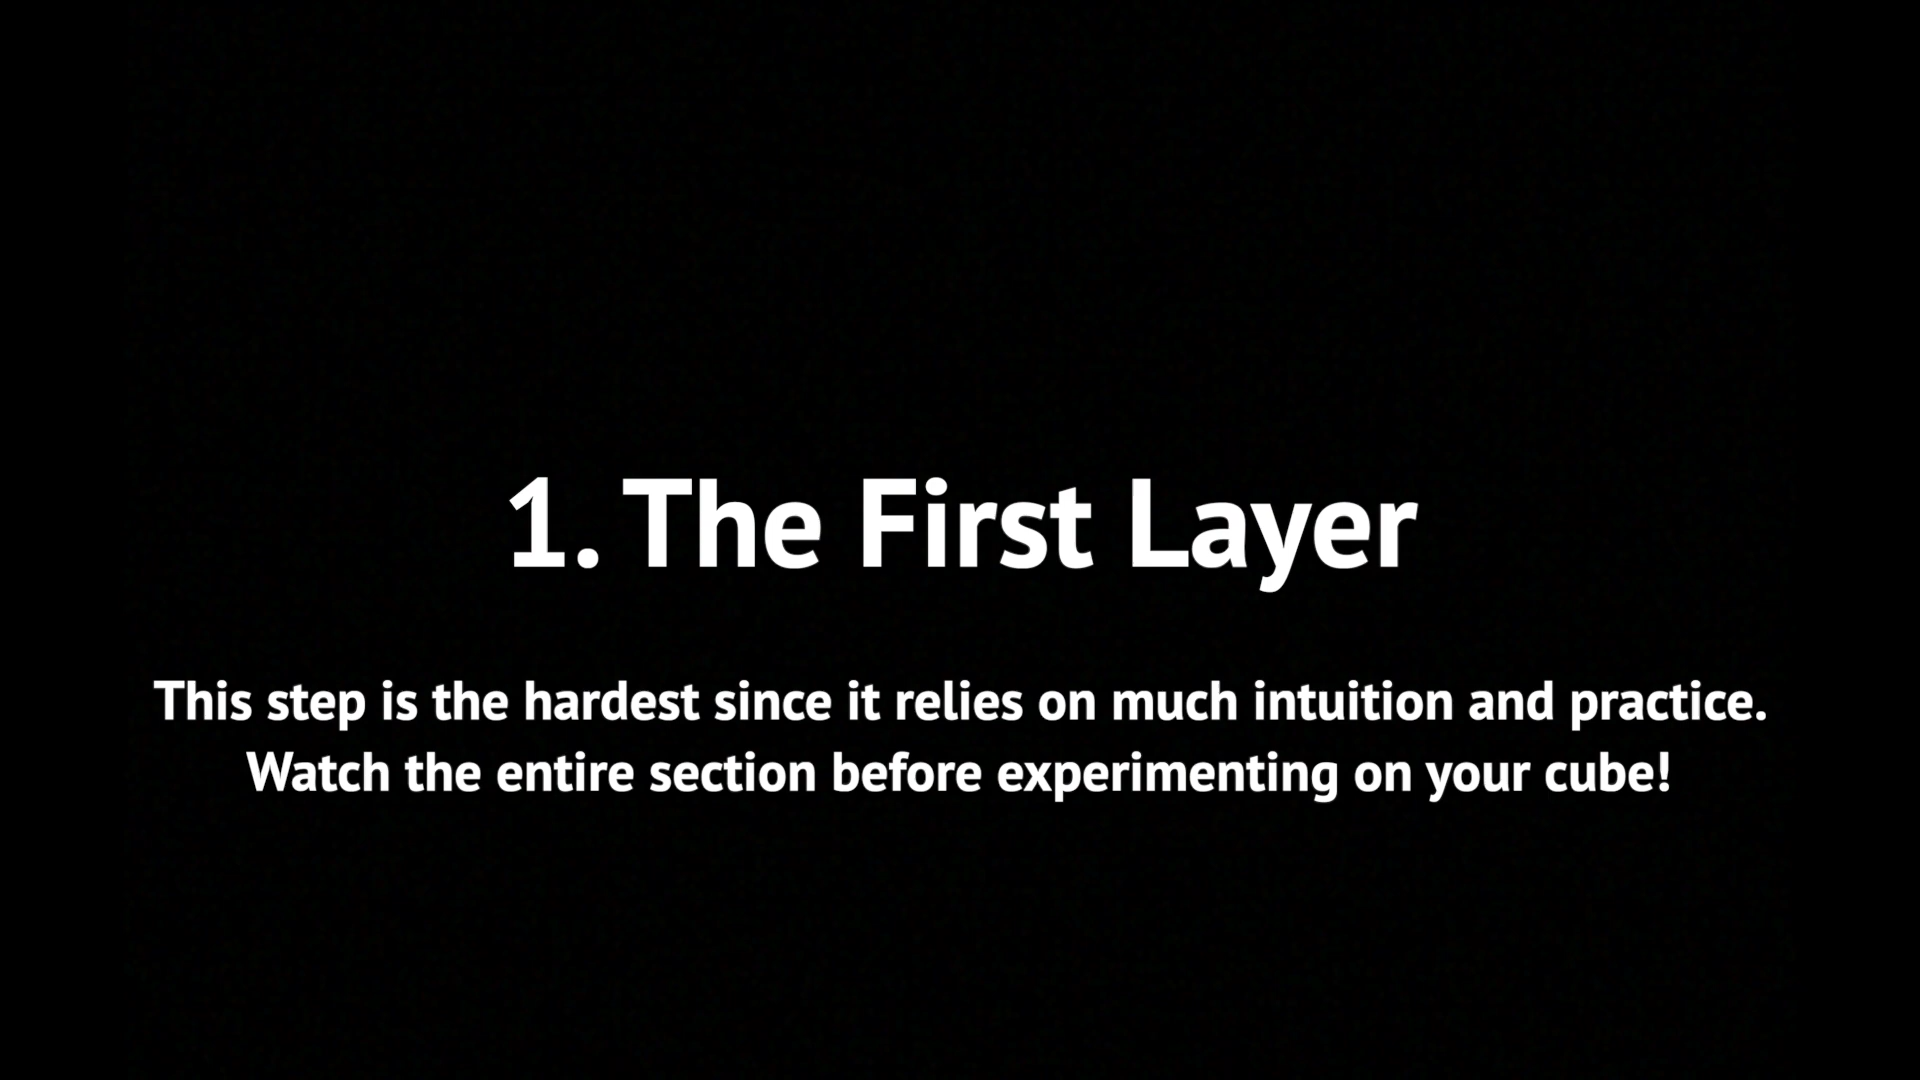 1. The First Layer
This step is the hardest since it relies on much intuition and practice.
Watch the entire section before experimenting on your cube!